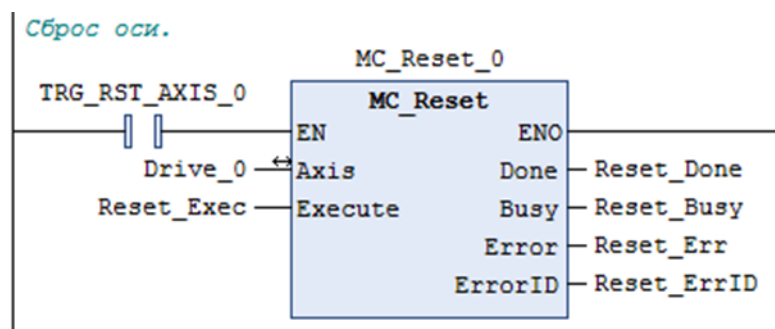 Сброс оси.
MC_Reset_0
TRG_RST_AXIS_0
MC_Reset
EN ENO
Drive_0 Axis Done Reset_Done
Reset_Exec Execute Busy Reset_Busy
Error Reset_Err
ErrorID Reset_ErrID